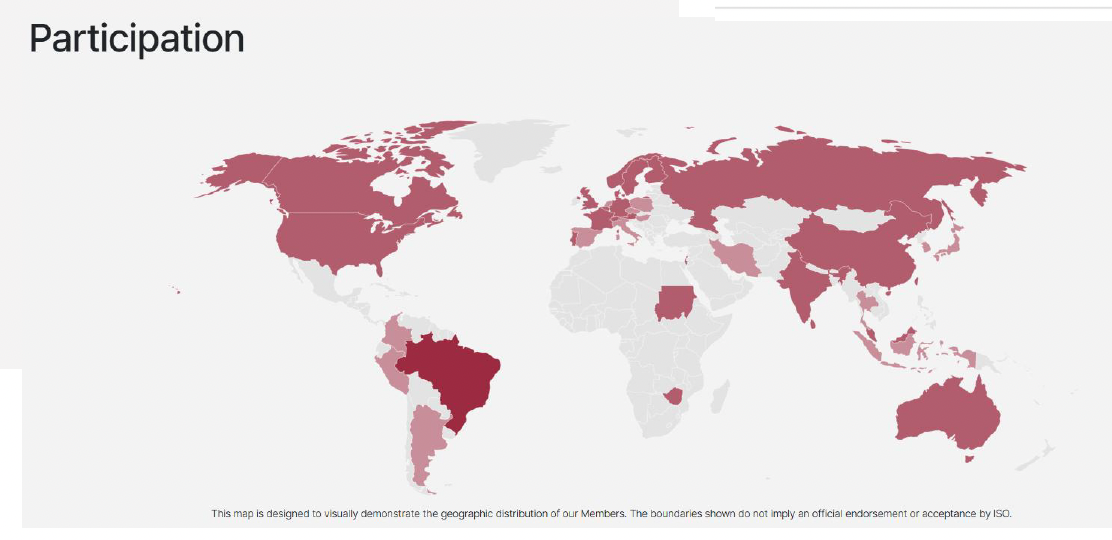 Participation
This map is designed to visually demonstrate the geographic distribution of our Members. The boundaries shown do not imply an official endorsement or acceptance by ISO.